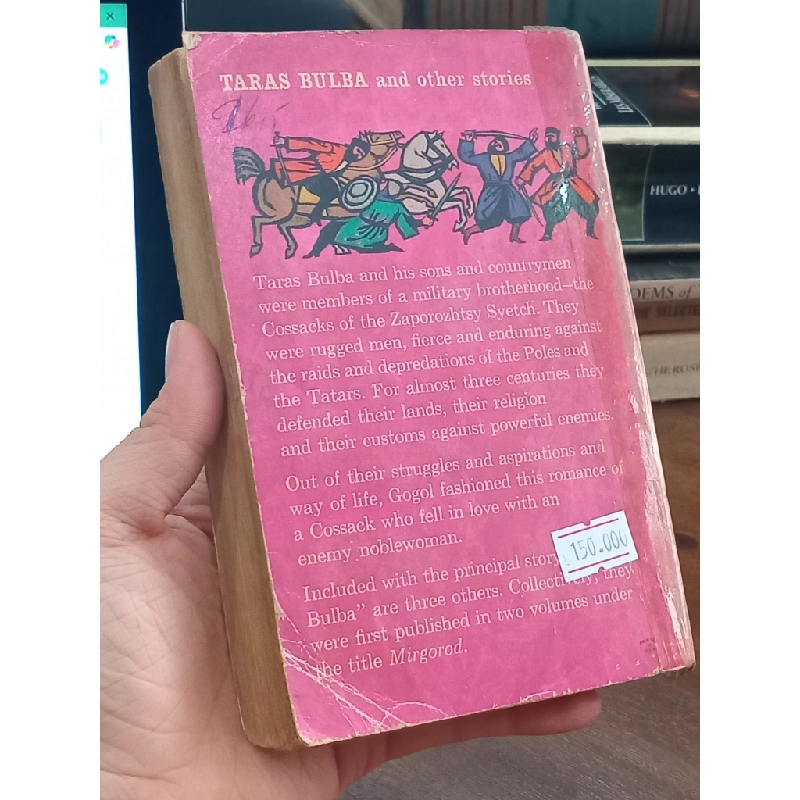 TARAS BULBA and other stories
Taras Bulba and his sons and countrymen
were members of a military brotherhood—the
Cossacks of the Zaporozhtsy Syetch. They
were rugged men, fierce and enduring against
the raids and depredations of the Poles and
the Tatars. For almost three centuries they
defended their lands, their religion
and their customs against powerful enemies.
Out of their struggles and aspirations and
way of life, Gogol fashioned this romance of
a Cossack who fell in love with an
enemy noblewoman.
150.000
Included with the principal story
Bulba” are three others. Collectively, they
were first published in two volumes under
the title Mirgorod.
HUGO
OEMS of
SELECTE
THE ROSE